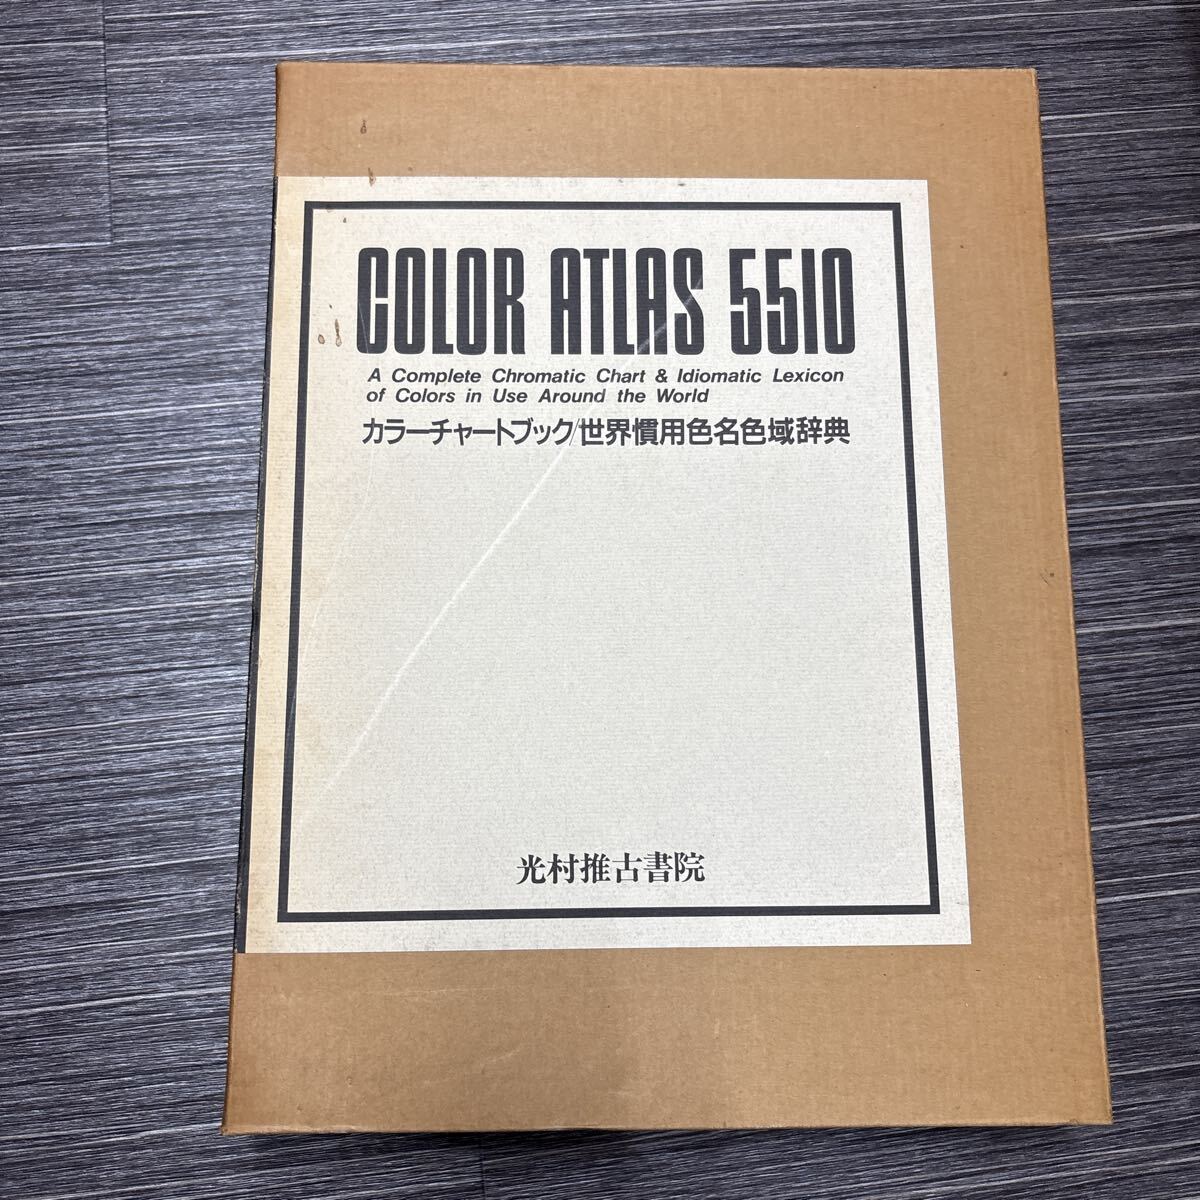 COLOR ATLAS 5510
A Complete Chromatic Chart & Idiomatic Lexicon
of Colors in Use Around the World
カラーチャートブック/世界慣用色名色域辞典
光村推古書院